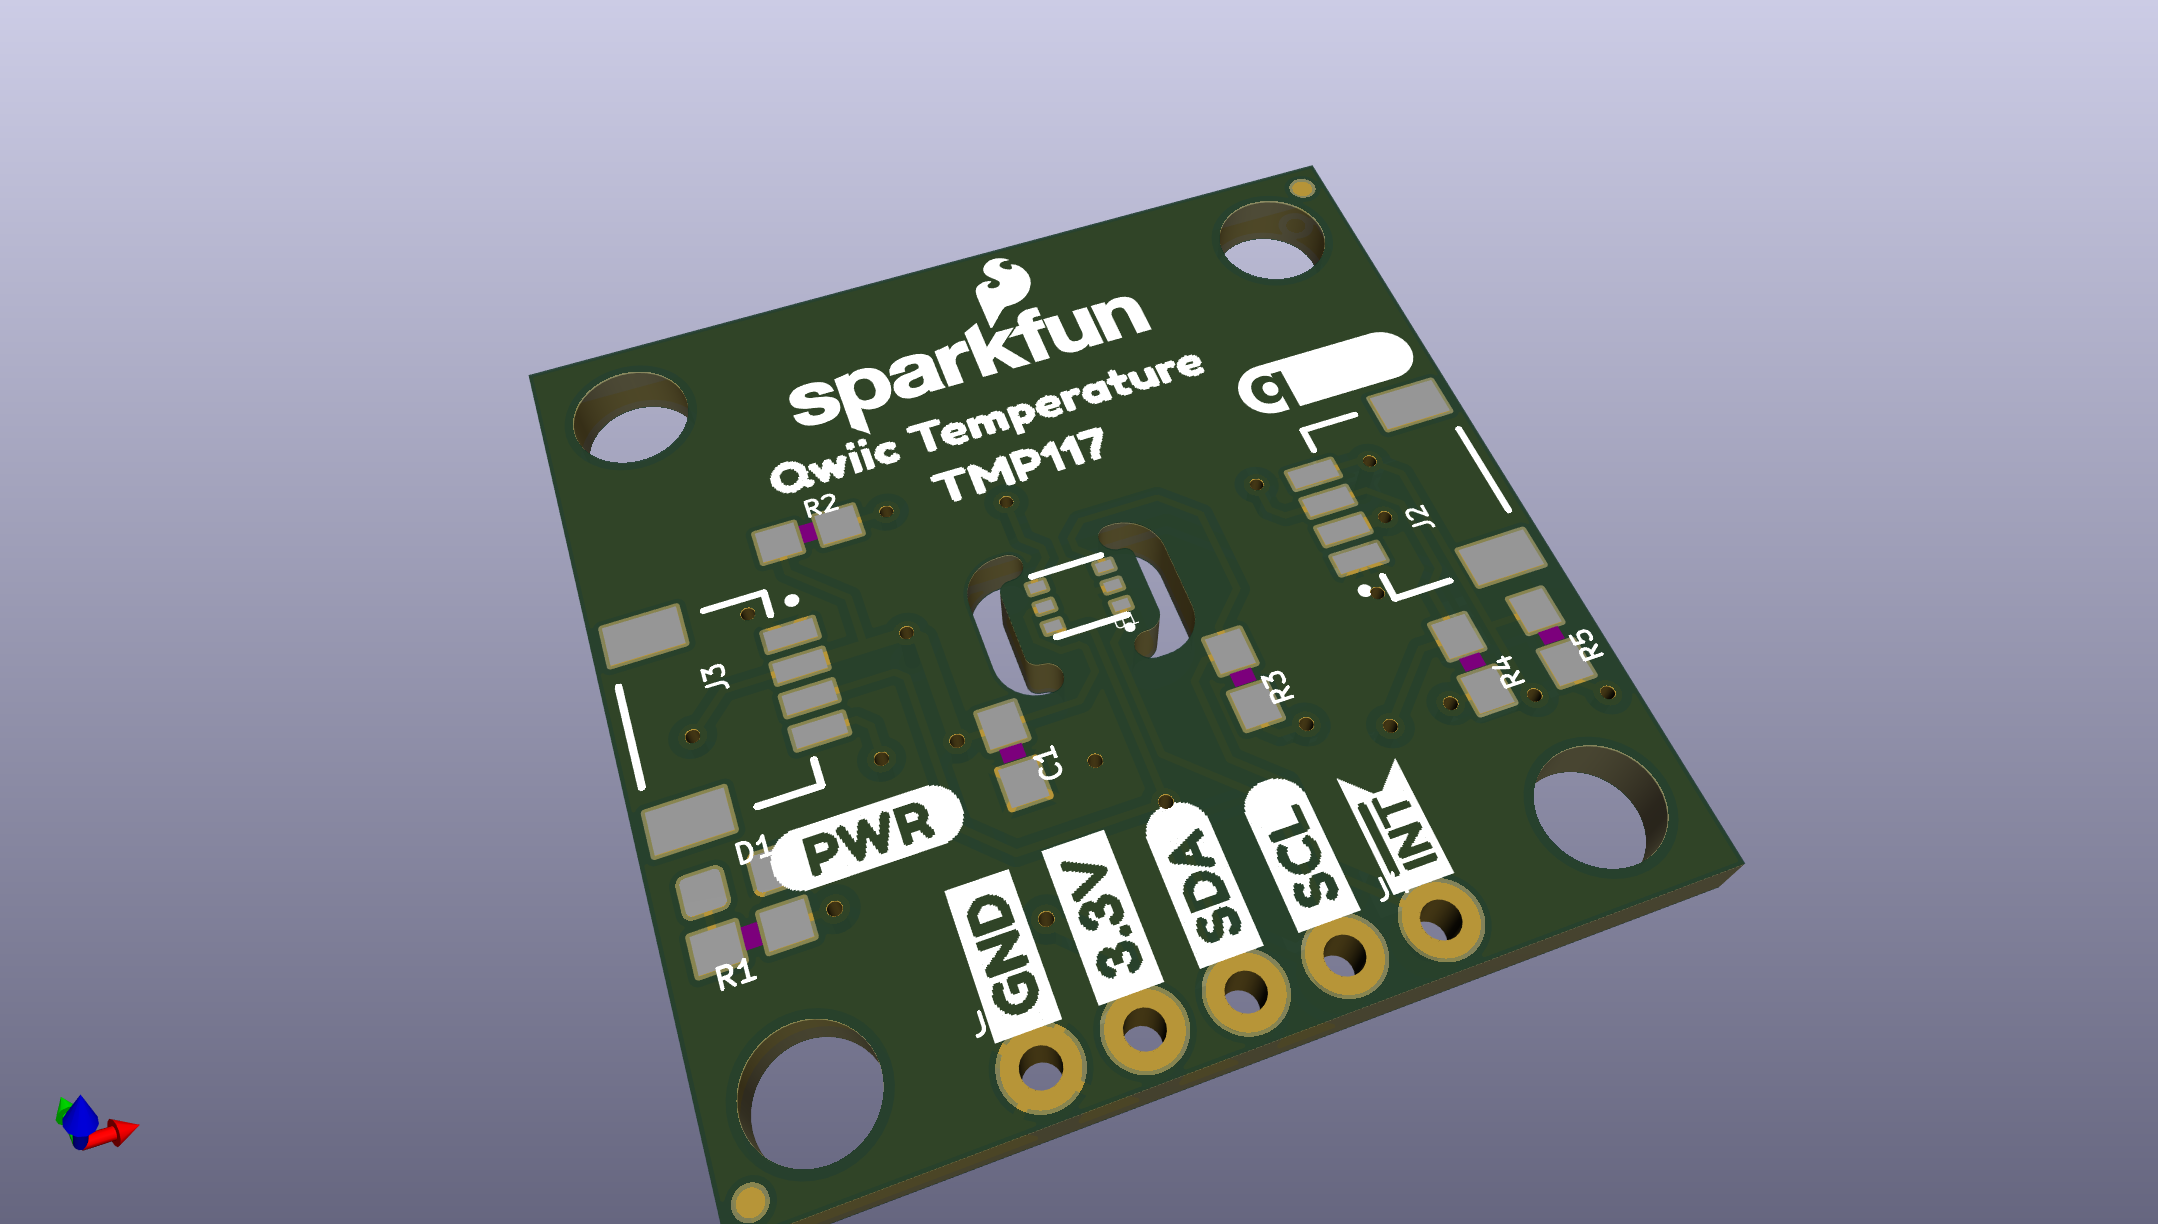 sparkfun
Qwiic Temperature
TMP117
R2
J2
J3
R5
R4
R3
C1
D1
PWR
R1
GND
3.3V
SDA
SCL
INT
J
J